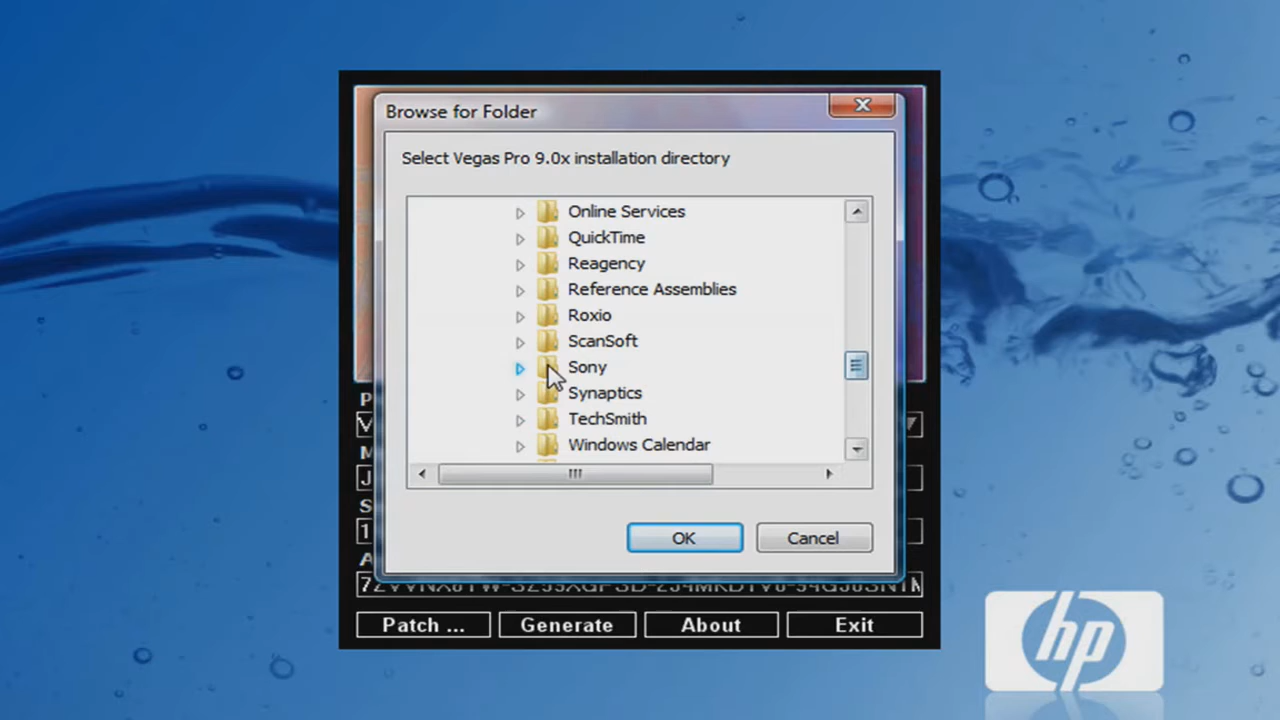 Browse for Folder
Select Vegas Pro 9.0x installation directory
Online Services
QuickTime
Reagency
Reference Assemblies
Roxio
ScanSoft
Sony
Synaptics
TechSmith
Windows Calendar
OK
Cancel
Patch ...
Generate
About
Exit
hp